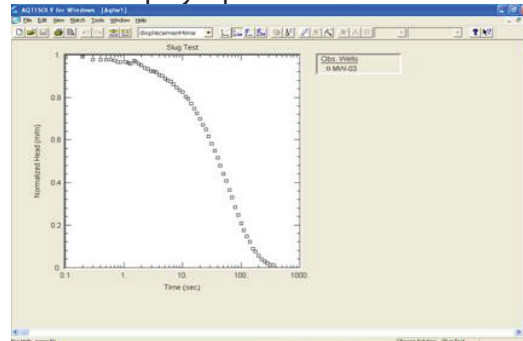 AQTESOLV for Windows - [Aqtw1]
File Edit View Match Tools Window Help
displacement-time
Slug Test
Obs. Wells
MW-03
1.
0.8
0.6
0.4
0.2
0.
Normalized Head (m/m)
0.1
1.
10.
100.
1000.
Time (sec)